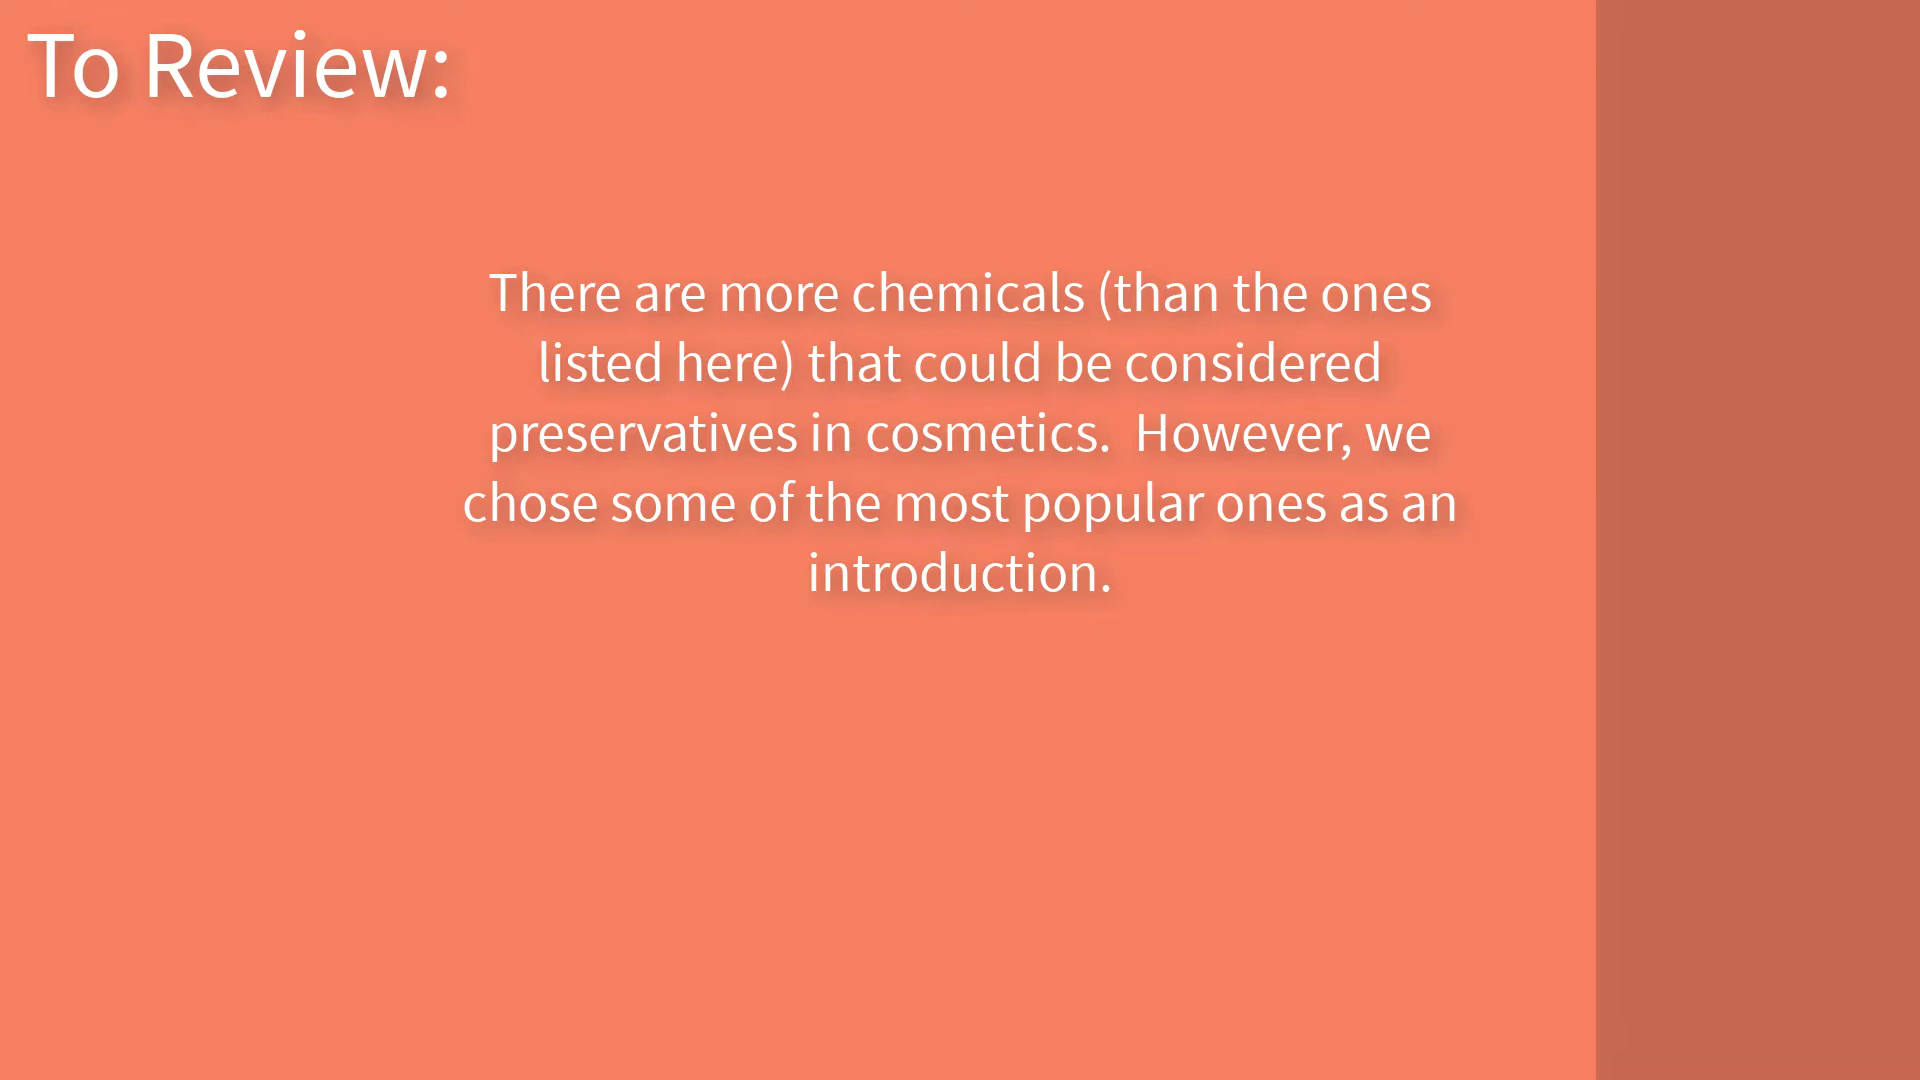 To Review:
There are more chemicals (than the ones
listed here) that could be considered
preservatives in cosmetics.  However, we
chose some of the most popular ones as an
introduction.